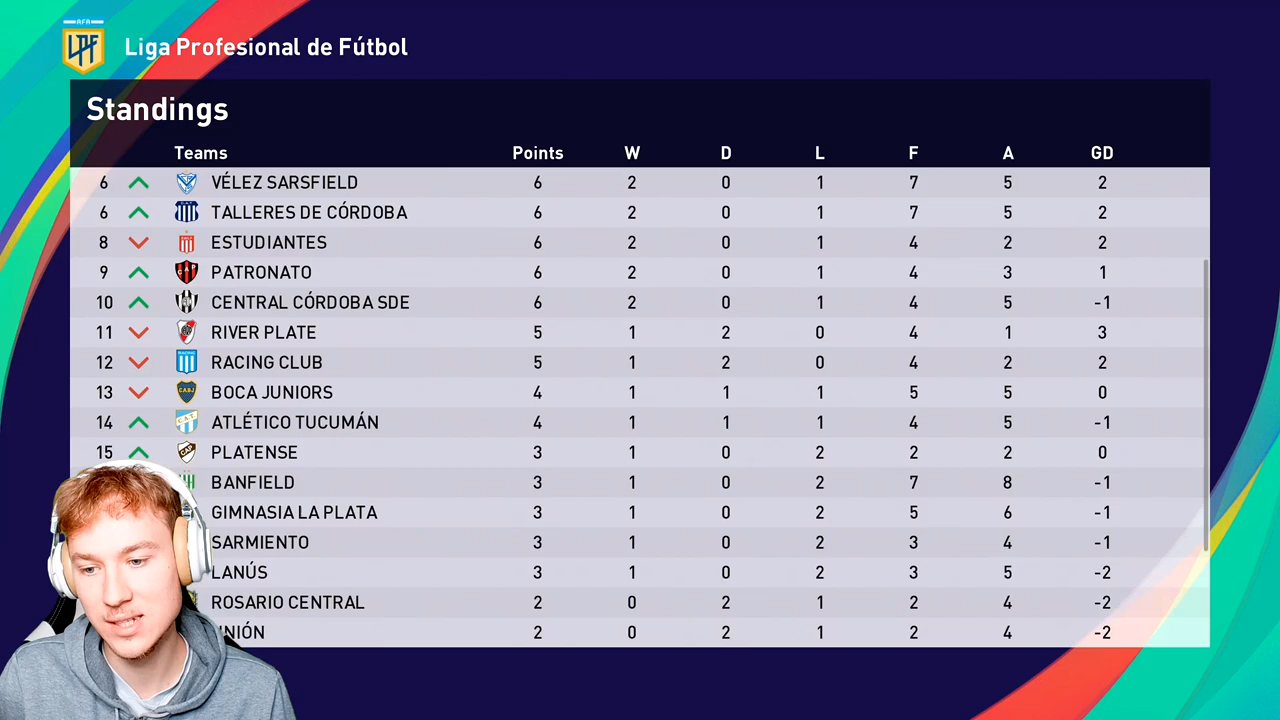 AFA
LPF
Liga Profesional de Fútbol
Standings
Teams Points W D L F A GD
6 VÉLEZ SARSFIELD 6 2 0 1 7 5 2
6 TALLERES DE CÓRDOBA 6 2 0 1 7 5 2
8 ESTUDIANTES 6 2 0 1 4 2 2
9 PATRONATO 6 2 0 1 4 3 1
10 CENTRAL CÓRDOBA SDE 6 2 0 1 4 5 -1
11 RIVER PLATE 5 1 2 0 4 1 3
12 RACING CLUB 5 1 2 0 4 2 2
13 BOCA JUNIORS 4 1 1 1 5 5 0
14 ATLÉTICO TUCUMÁN 4 1 1 1 4 5 -1
15 PLATENSE 3 1 0 2 2 2 0
BANFIELD 3 1 0 2 7 8 -1
GIMNASIA LA PLATA 3 1 0 2 5 6 -1
SARMIENTO 3 1 0 2 3 4 -1
LANÚS 3 1 0 2 3 5 -2
ROSARIO CENTRAL 2 0 2 1 2 4 -2
NIÓN 2 0 2 1 2 4 -2